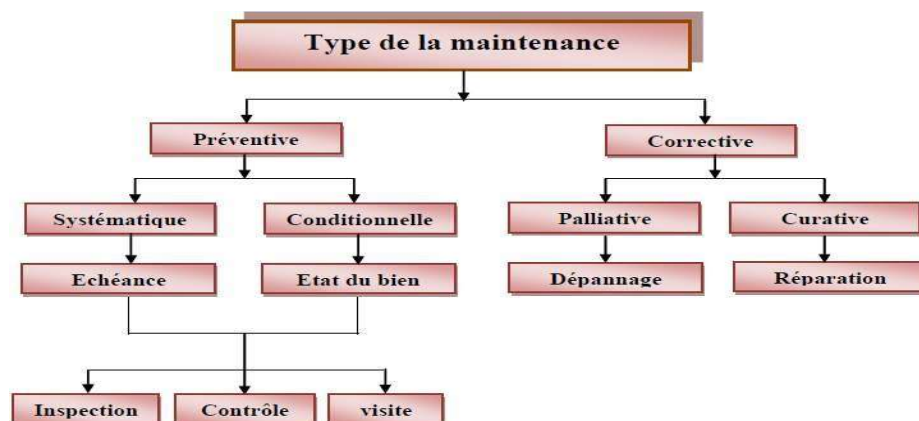 Type de la maintenance
Préventive
Corrective
Systématique
Conditionnelle
Palliative
Curative
Echéance
Etat du bien
Dépannage
Réparation
Inspection
Contrôle
visite